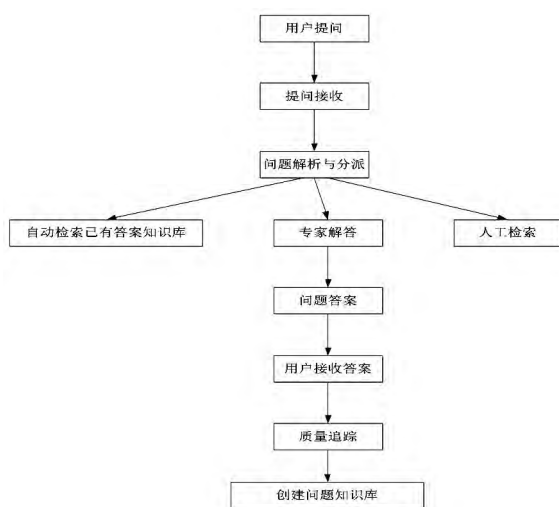 用户提问
提问接收
问题解析与分派
自动检索已有答案知识库
专家解答
人工检索
问题答案
用户接收答案
质量追踪
创建问题知识库